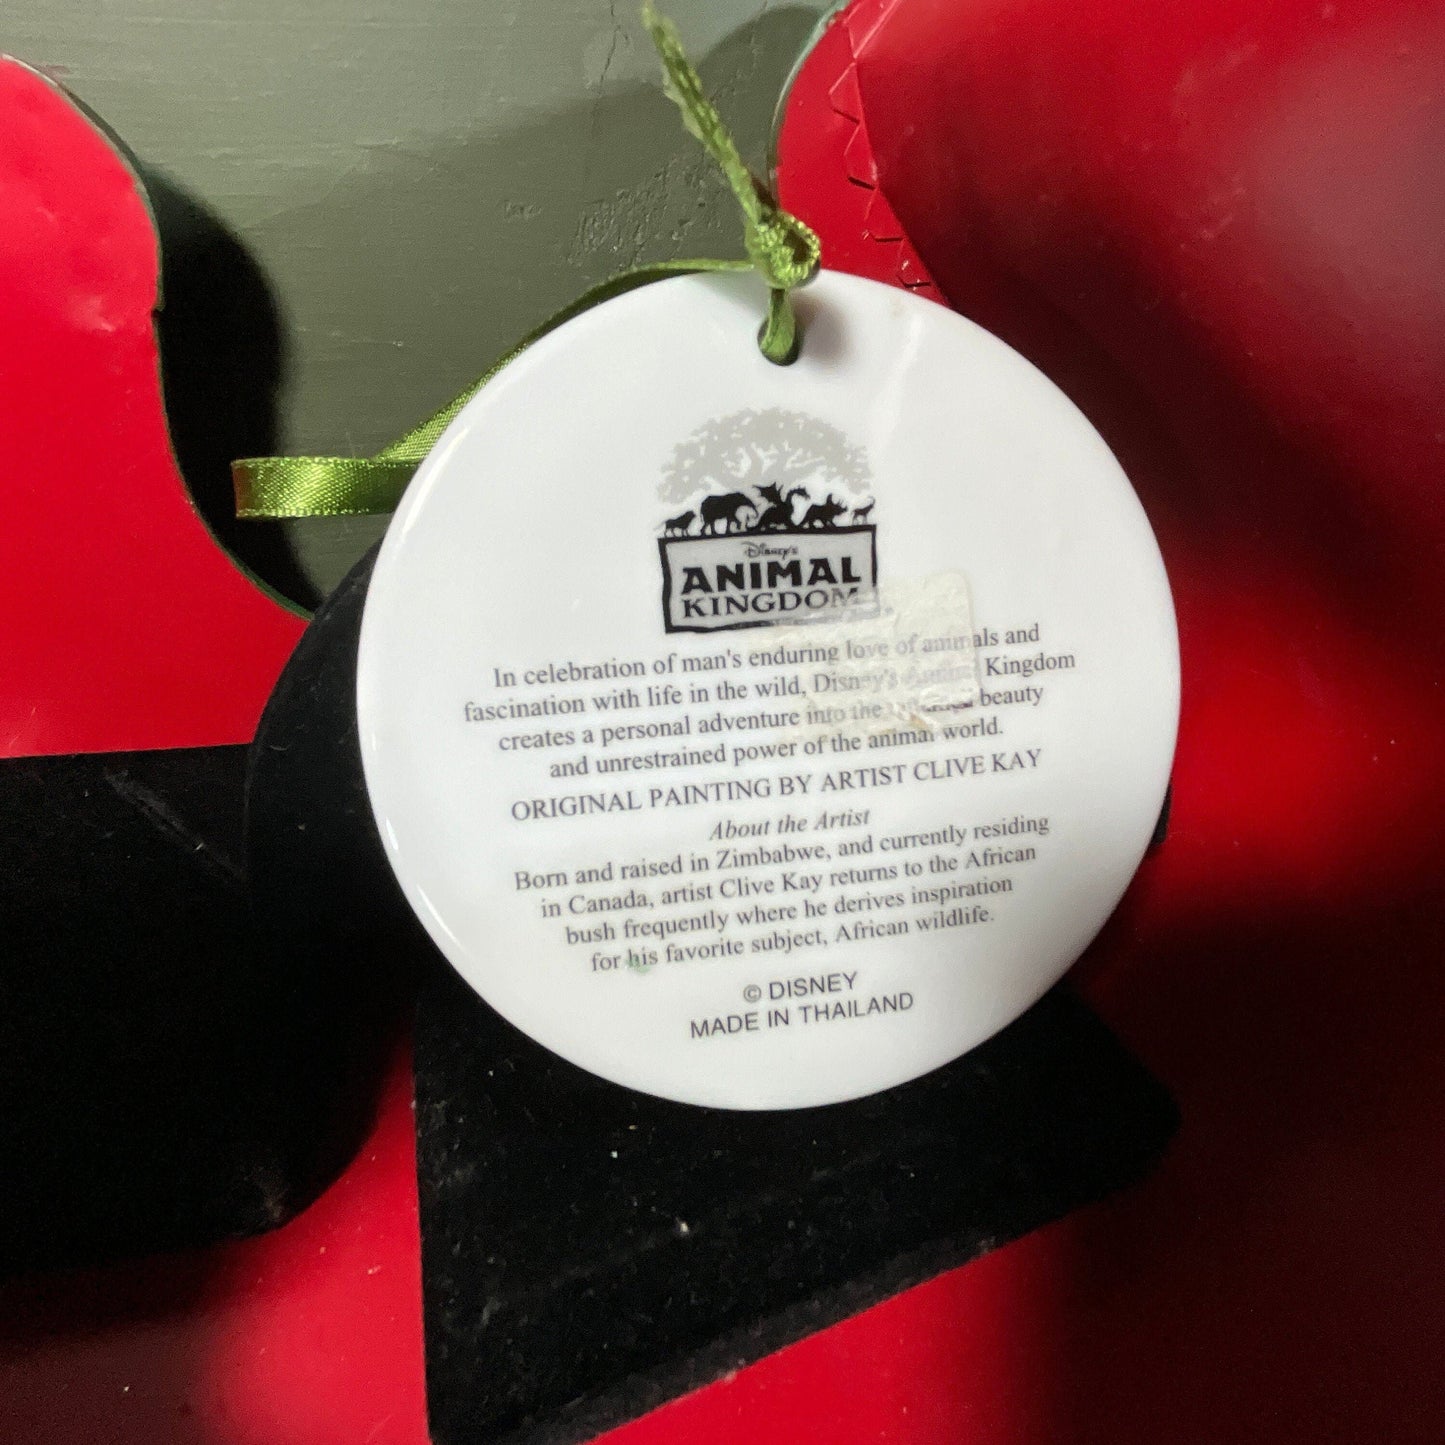 Disney's
ANIMAL
KINGDOM
In celebration of man's enduring love of animals and
fascination with life in the wild, Disney's Animal Kingdom
creates a personal adventure into the beauty
and unrestrained power of the animal world.
ORIGINAL PAINTING BY ARTIST CLIVE KAY
About the Artist
Born and raised in Zimbabwe, and currently residing
in Canada, artist Clive Kay returns to the African
bush frequently where he derives inspiration
for his favorite subject, African wildlife.
© DISNEY
MADE IN THAILAND